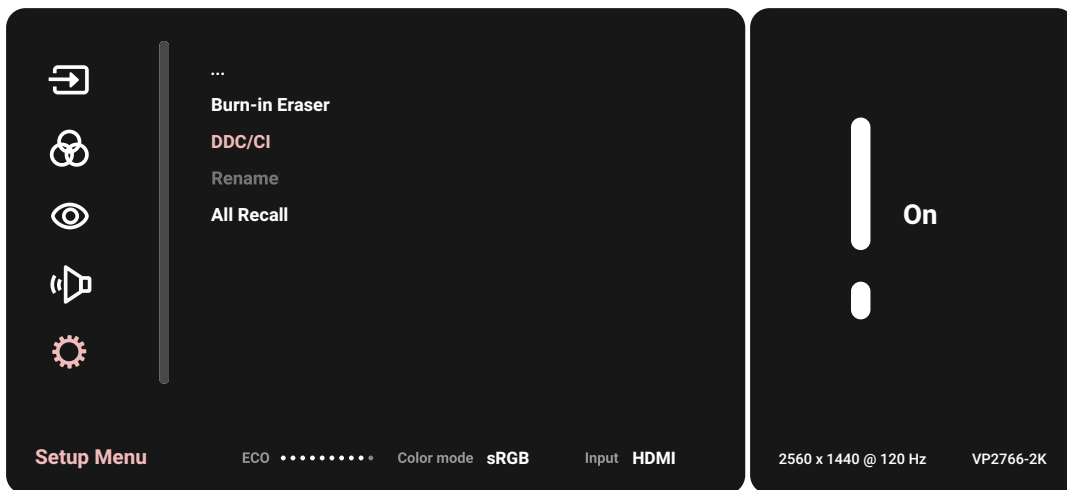 ...
Burn-in Eraser
DDC/CI
Rename
All Recall
On
Setup Menu
ECO
Color mode sRGB
Input HDMI
2560 x 1440 @ 120 Hz
VP2766-2K